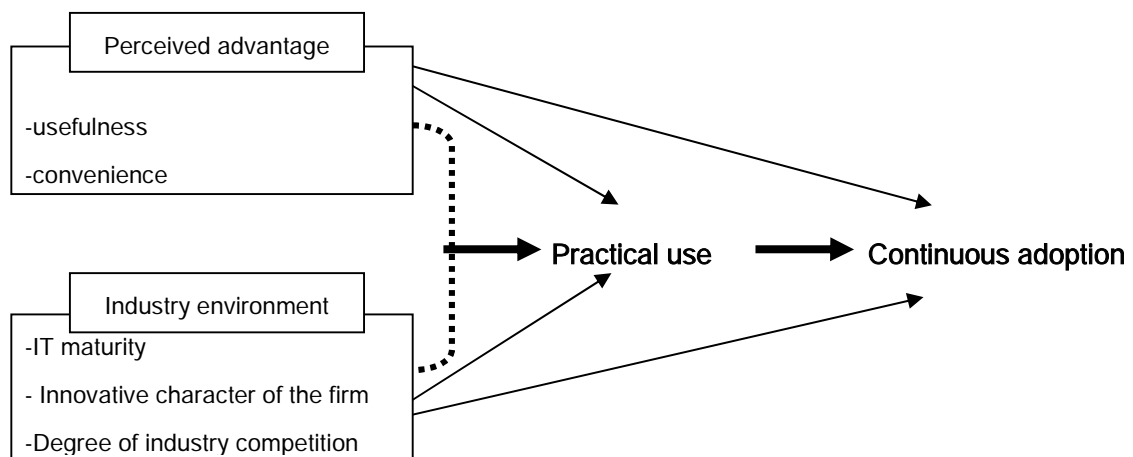 Perceived advantage
-usefulness
-convenience
Practical use
Continuous adoption
Industry environment
-IT maturity
- Innovative character of the firm
-Degree of industry competition